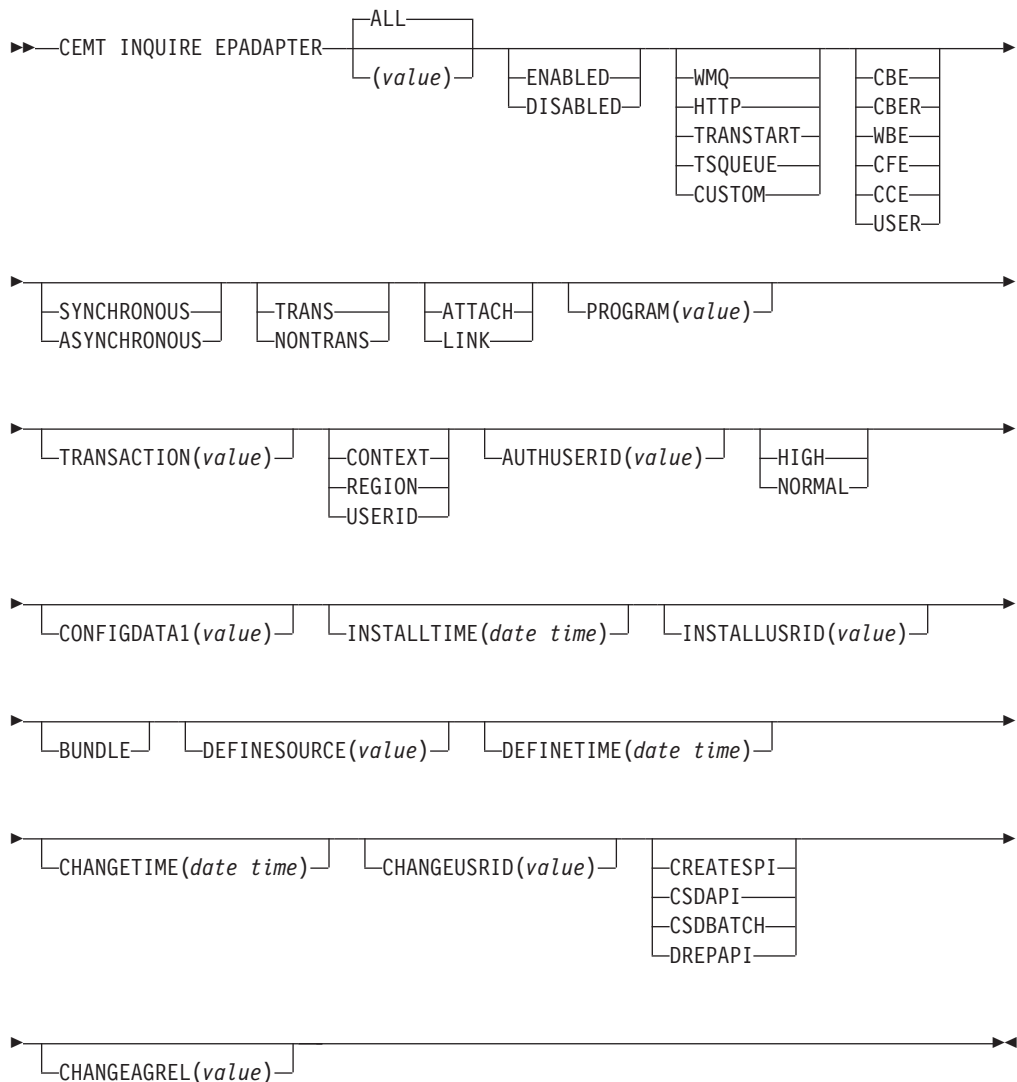 ALL
CEMT INQUIRE EPADAPTER
(value)
ENABLED
DISABLED
WMQ
HTTP
TRANSTART
TSQUEUE
CUSTOM
CBE
CBER
WBE
CFE
CCE
USER
SYNCHRONOUS
ASYNCHRONOUS
TRANS
NONTRANS
ATTACH
LINK
PROGRAM(value)
TRANSACTION(value)
CONTEXT
REGION
USERID
AUTHUSERID(value)
HIGH
NORMAL
CONFIGDATA1(value)
INSTALLTIME(date time)
INSTALLUSRID(value)
BUNDLE
DEFINESOURCE(value)
DEFINETIME(date time)
CHANGETIME(date time)
CHANGEUSRID(value)
CREATESPI
CSDAPI
CSDBATCH
DREPAPI
CHANGEAGREL(value)